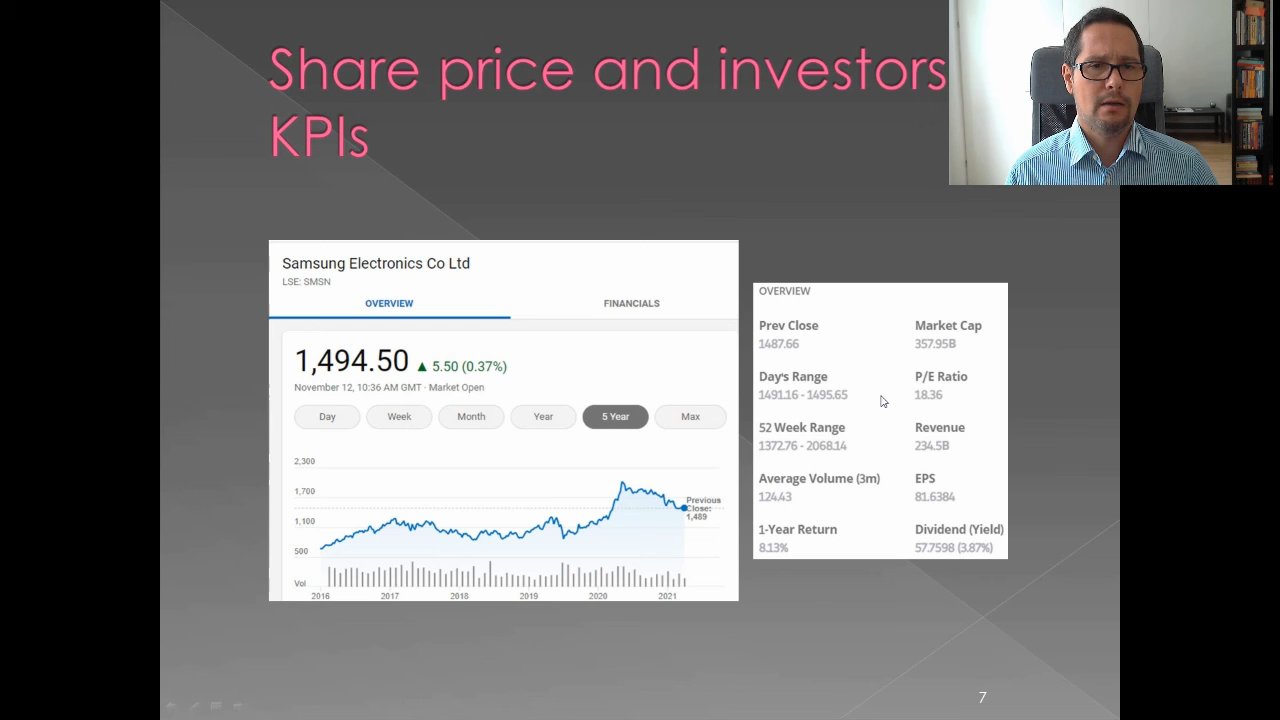 Share price and investors
KPIs
Samsung Electronics Co Ltd
LSE: SMSN
OVERVIEW
FINANCIALS
1,494.50 ▲ 5.50 (0.37%)
November 12, 10:36 AM GMT · Market Open
Day
Week
Month
Year
5 Year
Max
2,300
1,700
1,100
500
Vol
Previous
Close:
1,489
2016
2017
2018
2019
2020
2021
OVERVIEW
Prev Close
1487.66
Market Cap
357.95B
Day's Range
1491.16 - 1495.65
P/E Ratio
18.36
52 Week Range
1372.76 - 2068.14
Revenue
234.5B
Average Volume (3m)
124.43
EPS
81.6384
1-Year Return
8.13%
Dividend (Yield)
57.7598 (3.87%)
7